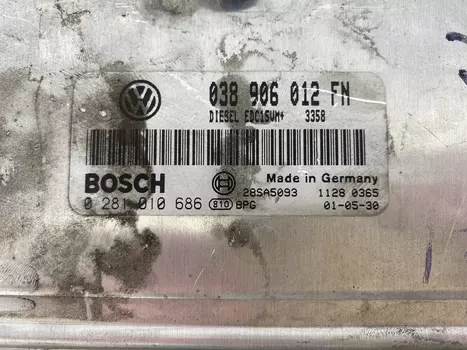 038 906 012 FN
DIESEL EDC15VM+ 3358
BOSCH Made in Germany
28SA5093 1128 0365
0 281 010 686 810 BPG 01-05-30